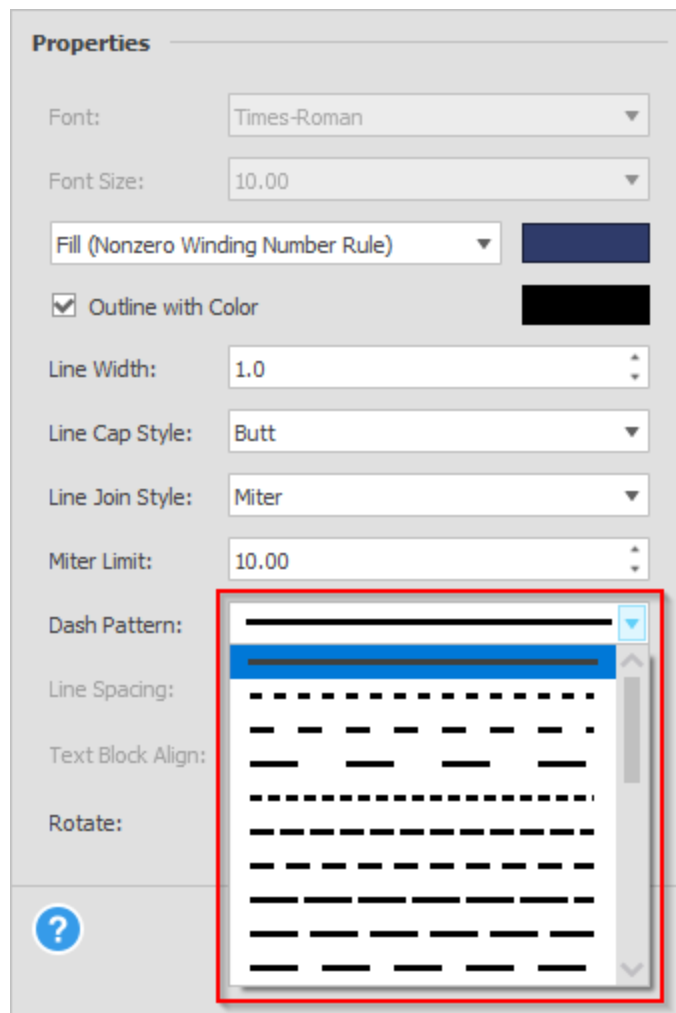 Properties
Font: Times-Roman
Font Size: 10.00
Fill (Nonzero Winding Number Rule)
Outline with Color
Line Width: 1.0
Line Cap Style: Butt
Line Join Style: Miter
Miter Limit: 10.00
Dash Pattern:
Line Spacing:
Text Block Align:
Rotate:
?